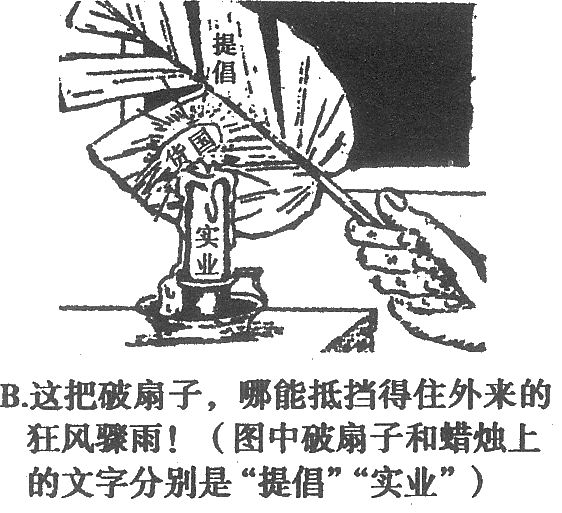 提倡
国货
实业
B.这把破扇子，哪能抵挡得住外来的
狂风骤雨！（图中破扇子和蜡烛上
的文字分别是“提倡”“实业”）